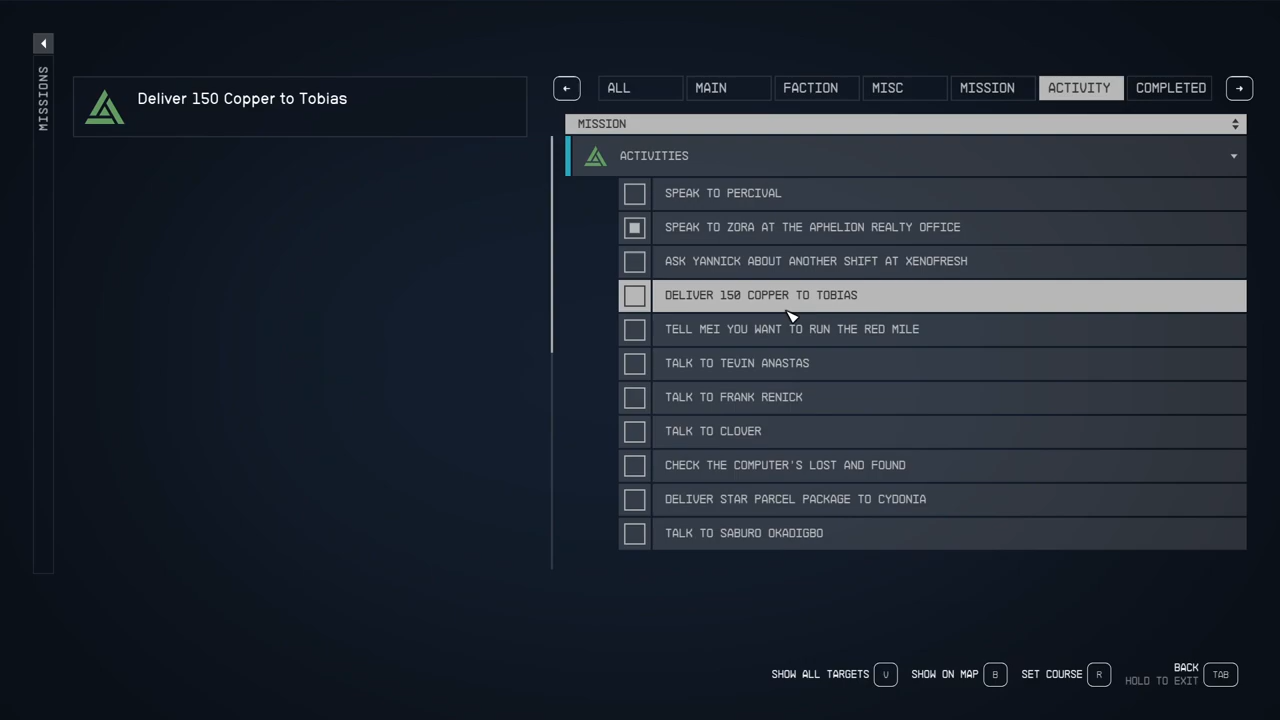 MISSIONS
Deliver 150 Copper to Tobias
ALL
MAIN
FACTION
MISC
MISSION
ACTIVITY
COMPLETED
MISSION
ACTIVITIES
SPEAK TO PERCIVAL
SPEAK TO ZORA AT THE APHELION REALTY OFFICE
ASK YANNICK ABOUT ANOTHER SHIFT AT XENOFRESH
DELIVER 150 COPPER TO TOBIAS
TELL MEI YOU WANT TO RUN THE RED MILE
TALK TO TEVIN ANASTAS
TALK TO FRANK RENICK
TALK TO CLOVER
CHECK THE COMPUTER'S LOST AND FOUND
DELIVER STAR PARCEL PACKAGE TO CYDONIA
TALK TO SABURO OKADIGBO
SHOW ALL TARGETS U
SHOW ON MAP B
SET COURSE R
BACK TAB
HOLD TO EXIT